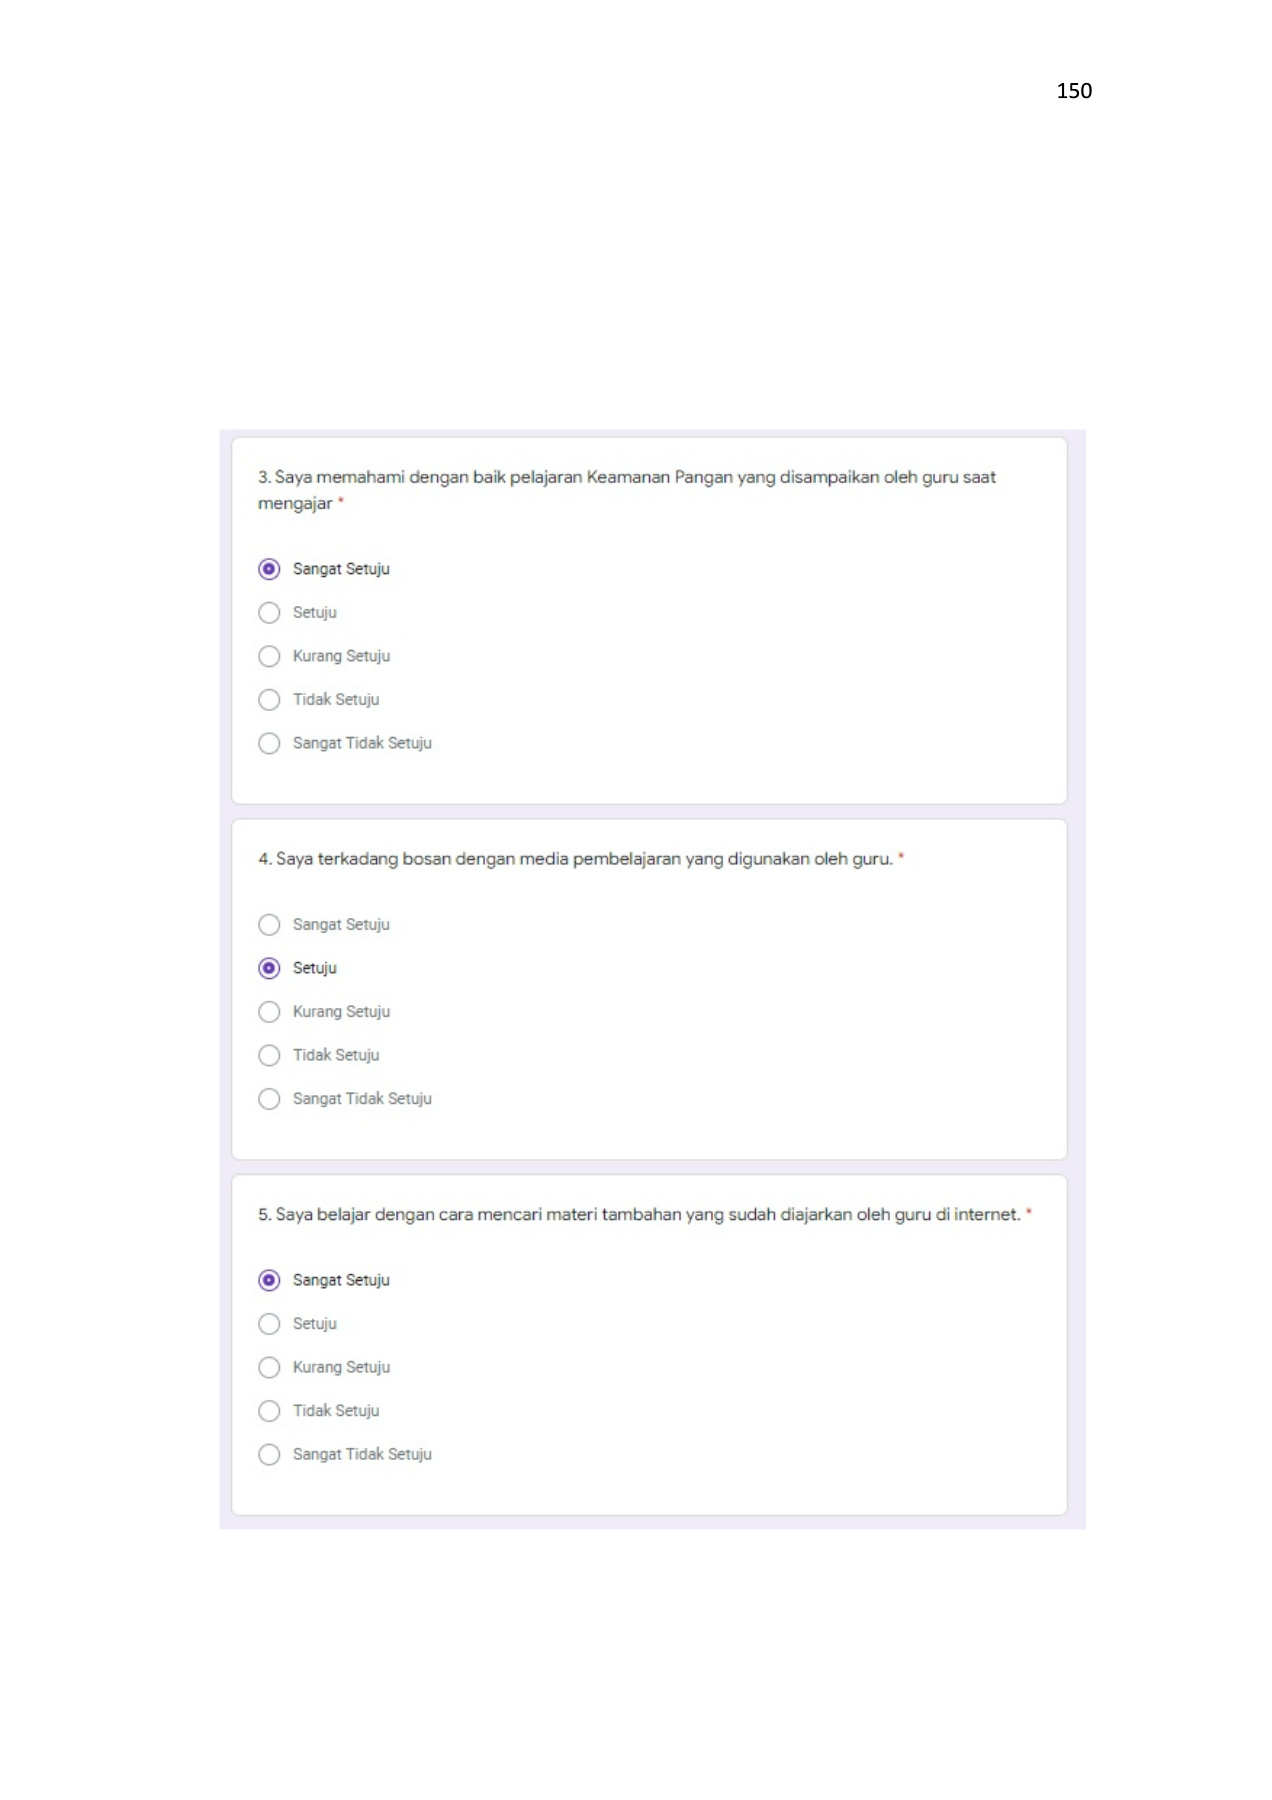 150
3. Saya memahami dengan baik pelajaran Keamanan Pangan yang disampaikan oleh guru saat
mengajar *
Sangat Setuju
Setuju
Kurang Setuju
Tidak Setuju
Sangat Tidak Setuju
4. Saya terkadang bosan dengan media pembelajaran yang digunakan oleh guru. *
Sangat Setuju
Setuju
Kurang Setuju
Tidak Setuju
Sangat Tidak Setuju
5. Saya belajar dengan cara mencari materi tambahan yang sudah diajarkan oleh guru di internet. *
Sangat Setuju
Setuju
Kurang Setuju
Tidak Setuju
Sangat Tidak Setuju